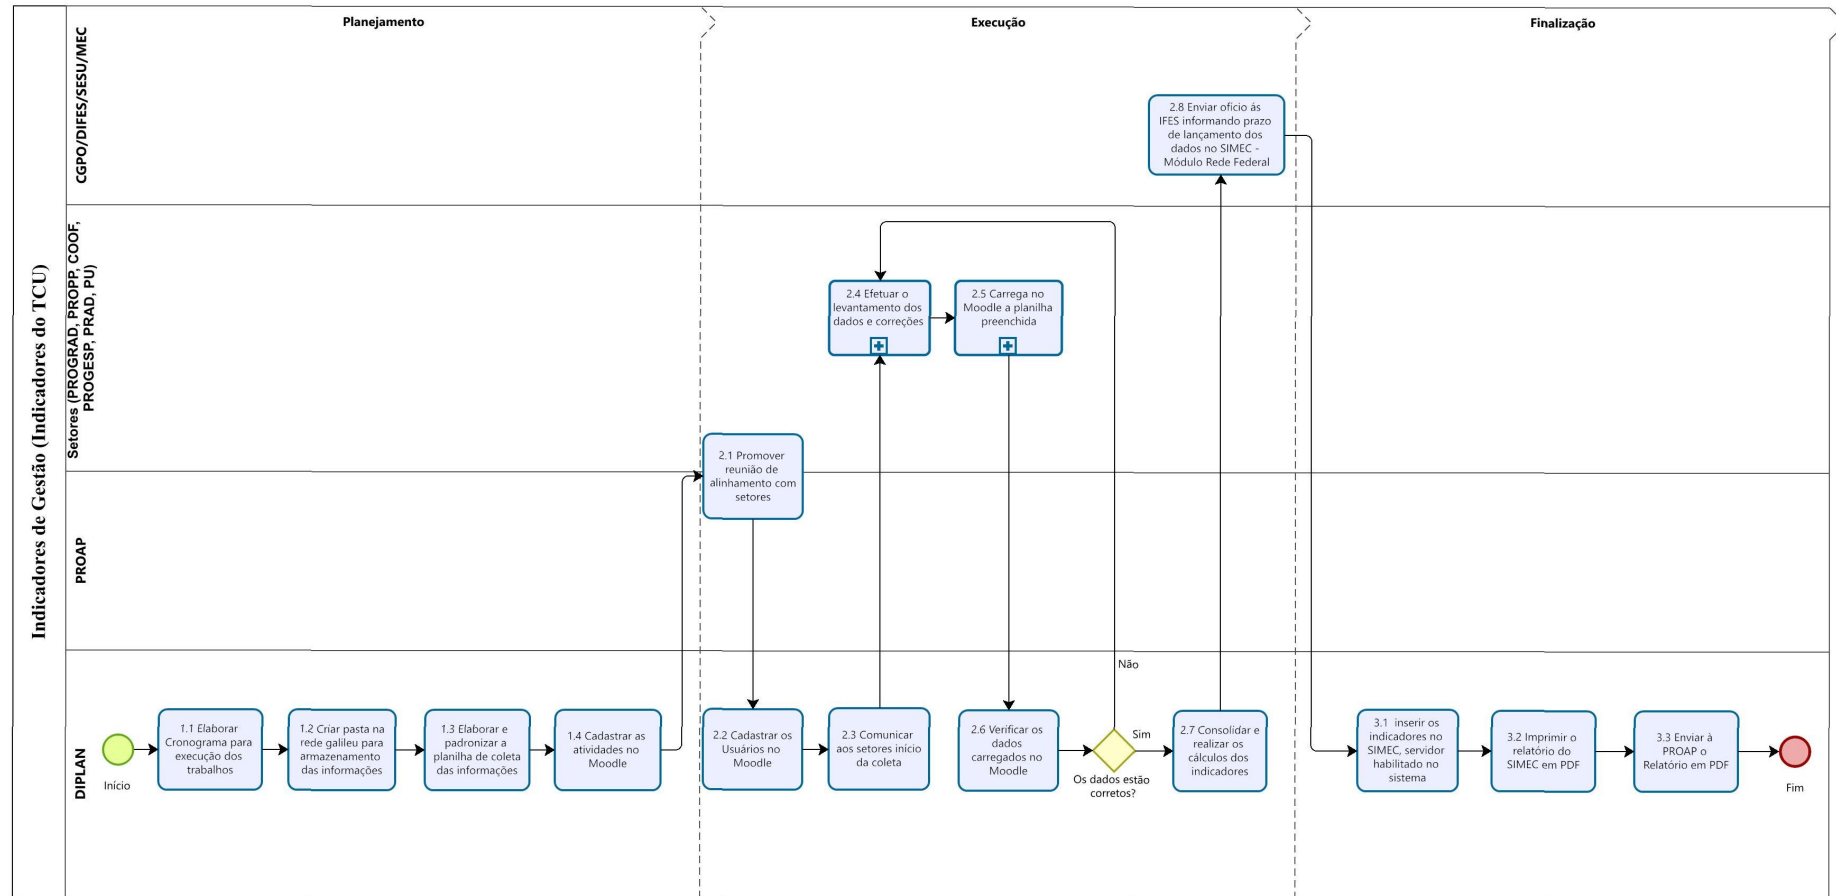 Indicadores de Gestão (Indicadores do TCU)
Planejamento
Execução
Finalização
CGPO/DIFES/SESU/MEC
2.8 Enviar ofício ás
IFES informando prazo
de lançamento dos
dados no SIMEC -
Módulo Rede Federal
Setores (PROGRAD, PROPP, COOF,
PROGESP, PRAD, PU)
2.4 Efetuar o
levantamento dos
dados e correções
2.5 Carrega no
Moodle a planilha
preenchida
2.1 Promover
reunião de
alinhamento com
setores
PROAP
DIPLAN
Início
1.1 Elaborar
Cronograma para
execução dos
trabalhos
1.2 Criar pasta na
rede galileu para
armazenamento
das informações
1.3 Elaborar e
padronizar a
planilha de coleta
das informações
1.4 Cadastrar as
atividades no
Moodle
2.2 Cadastrar os
Usuários no
Moodle
2.3 Comunicar
aos setores início
da coleta
2.6 Verificar os
dados
carregados no
Moodle
Não
Sim
Os dados estão
corretos?
2.7 Consolidar e
realizar os
cálculos dos
indicadores
3.1 inserir os
indicadores no
SIMEC, servidor
habilitado no
sistema
3.2 Imprimir o
relatório do
SIMEC em PDF
3.3 Enviar à
PROAP o
Relatório em PDF
Fim